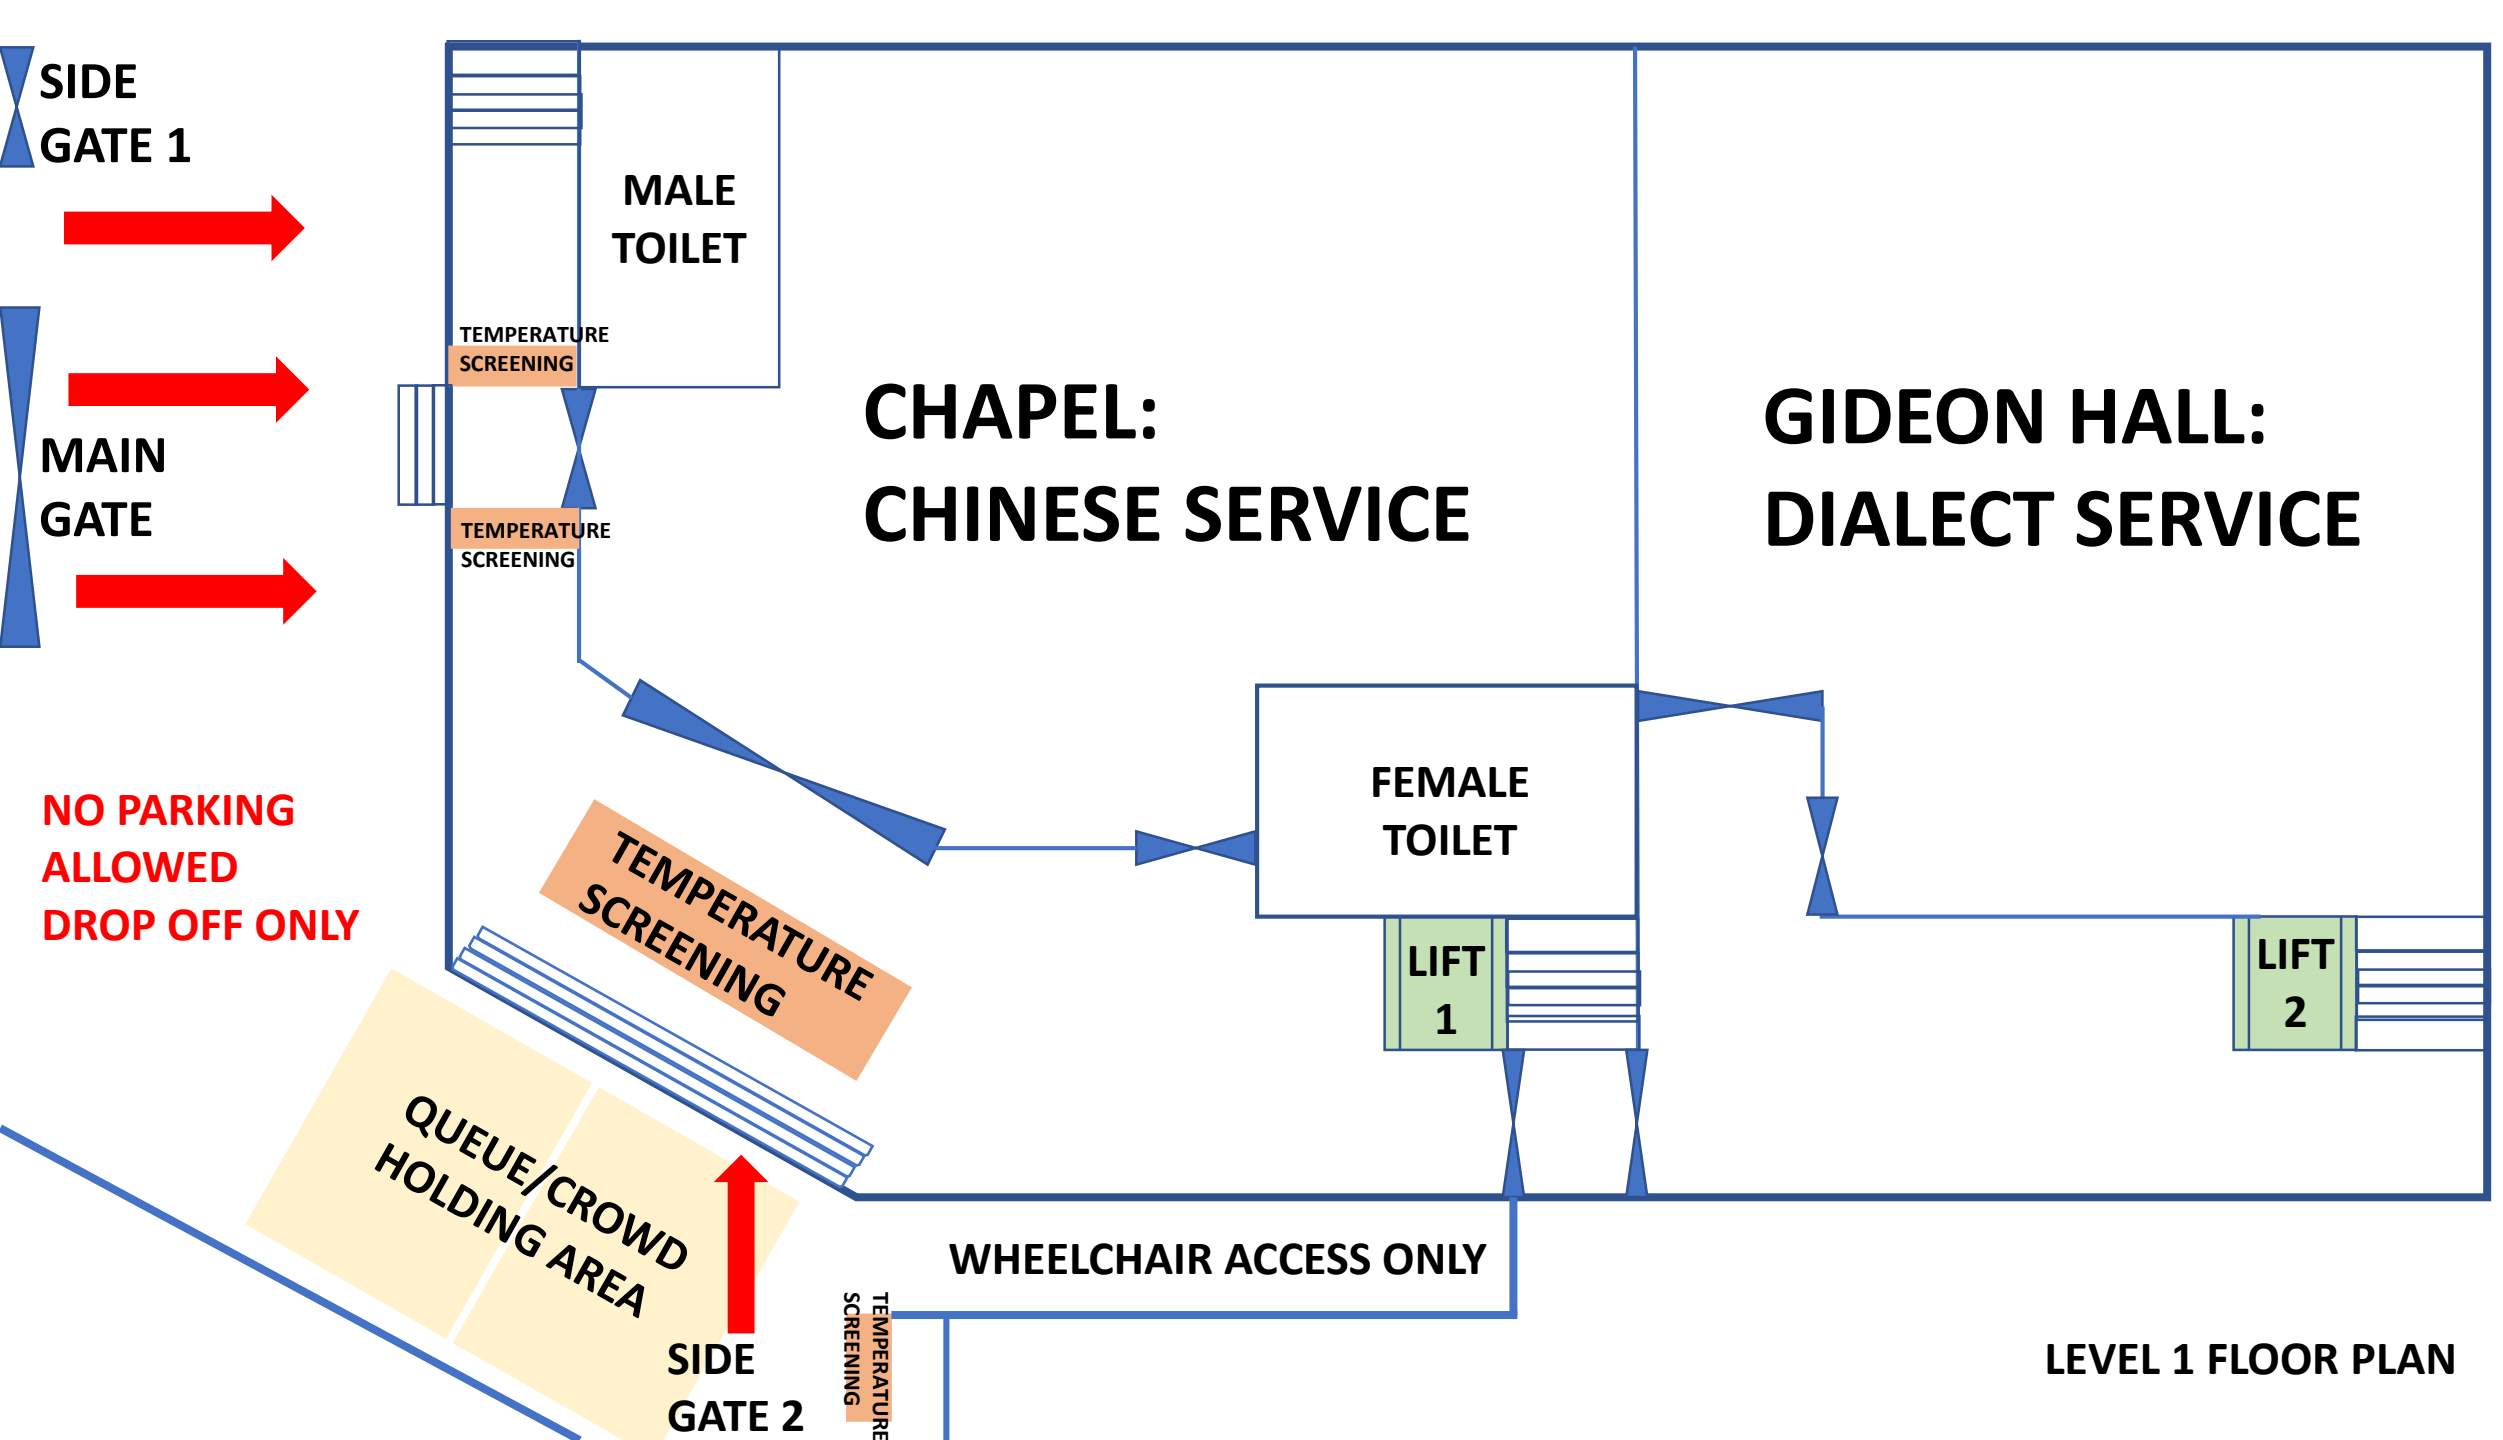 SIDE
GATE 1
MALE
TOILET
TEMPERATURE
SCREENING
MAIN
GATE
TEMPERATURE
SCREENING
CHAPEL:
CHINESE SERVICE
GIDEON HALL:
DIALECT SERVICE
NO PARKING
ALLOWED
DROP OFF ONLY
TEMPERATURE
SCREENING
FEMALE
TOILET
LIFT
1
LIFT
2
QUEUE/CROWD
HOLDING AREA
WHEELCHAIR ACCESS ONLY
SIDE
GATE 2
TEMPERATURE
SCREENING
LEVEL 1 FLOOR PLAN